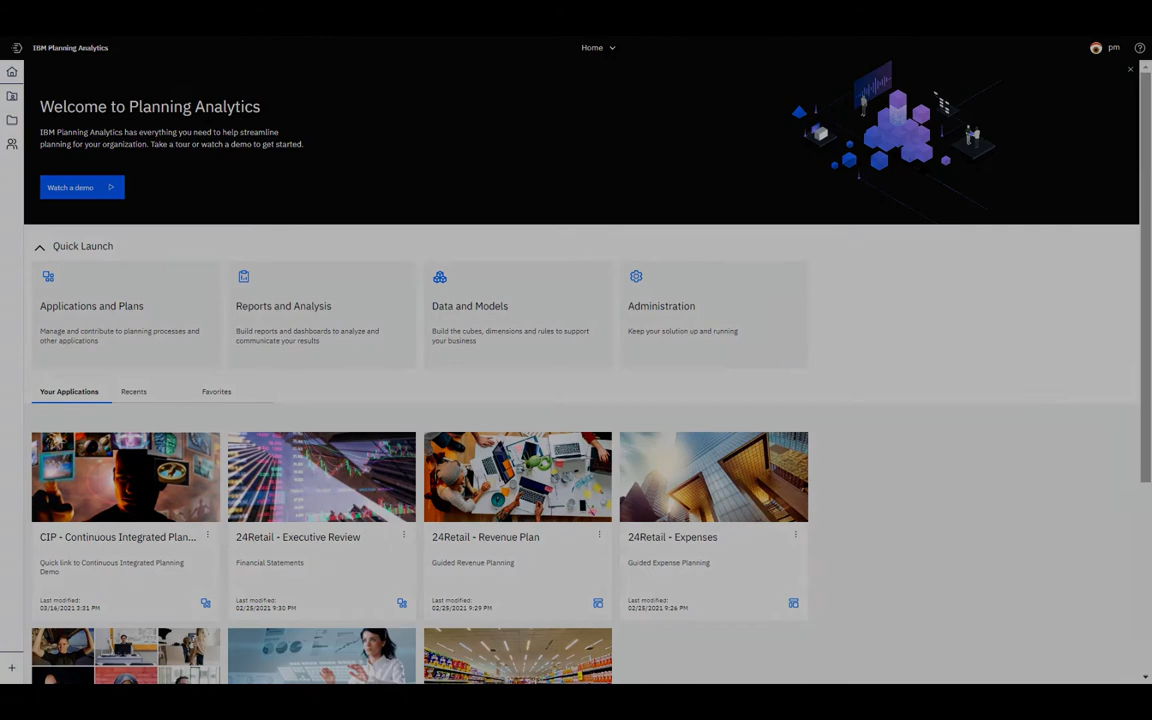 IBM Planning Analytics
Home
pm
Welcome to Planning Analytics
IBM Planning Analytics has everything you need to help streamline
planning for your organization. Take a tour or watch a demo to get started.
Watch a demo
Quick Launch
Applications and Plans
Manage and contribute to planning processes and
other applications
Reports and Analysis
Build reports and dashboards to analyze and
communicate your results
Data and Models
Build the cubes, dimensions and rules to support
your business
Administration
Keep your solution up and running
Your Applications
Recents
Favorites
CIP - Continuous Integrated Plan...
Quick link to Continuous Integrated Planning
Demo
Last modified:
03/16/2021 3:31 PM
24Retail - Executive Review
Financial Statements
Last modified:
02/25/2021 9:30 PM
24Retail - Revenue Plan
Guided Revenue Planning
Last modified:
02/25/2021 9:29 PM
24Retail - Expenses
Guided Expense Planning
Last modified:
02/25/2021 9:26 PM